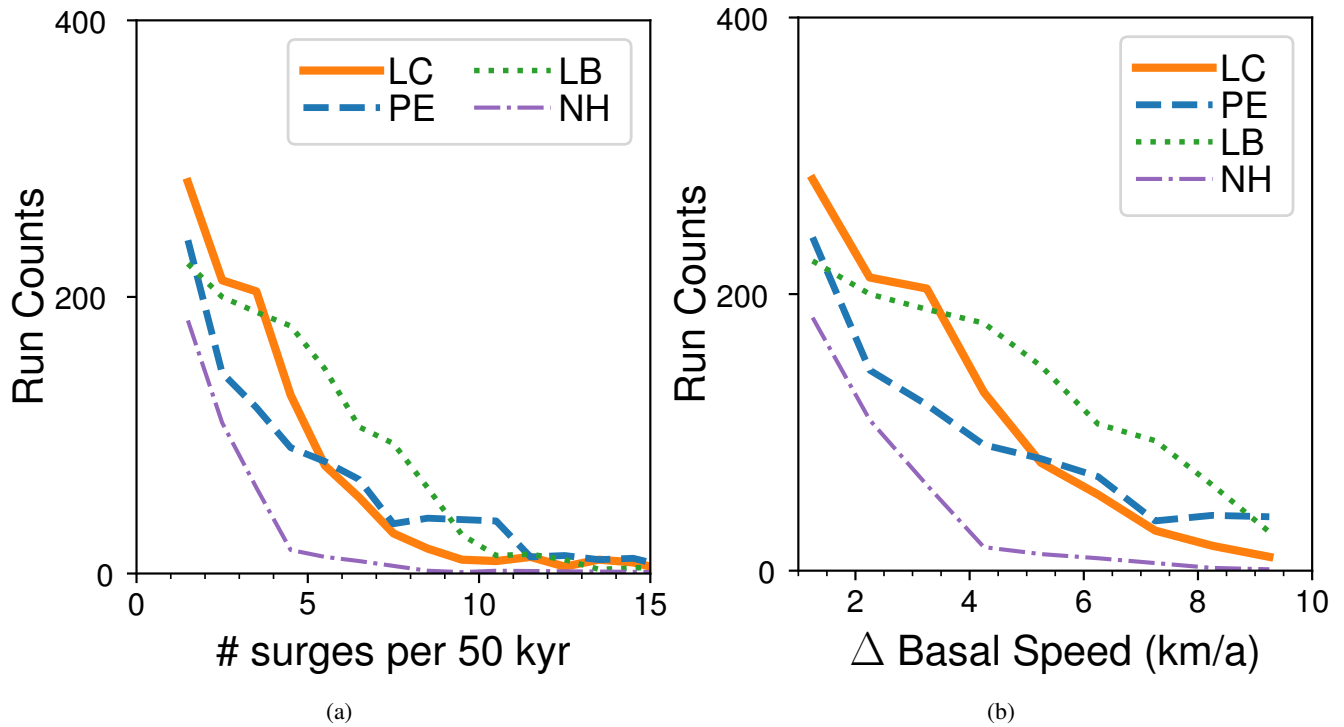 400
LC LB
PE NH
200
0
0 5 10 15
Run Counts
# surges per 50 kyr
(a)
400
LC
PE
LB
NH
200
0
2 4 6 8 10
Run Counts
Δ Basal Speed (km/a)
(b)